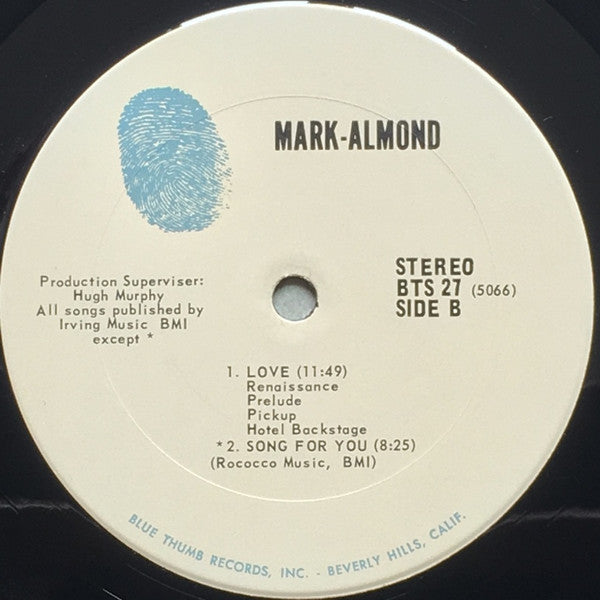 MARK-ALMOND
STEREO
BTS 27 (5066)
SIDE B
Production Superviser:
Hugh Murphy
All songs published by
Irving Music BMI
except *
1. LOVE (11:49)
Renaissance
Prelude
Pickup
Hotel Backstage
*2. SONG FOR YOU (8:25)
(Rococco Music, BMI)
BLUE THUMB RECORDS, INC. - BEVERLY HILLS, CALIF.